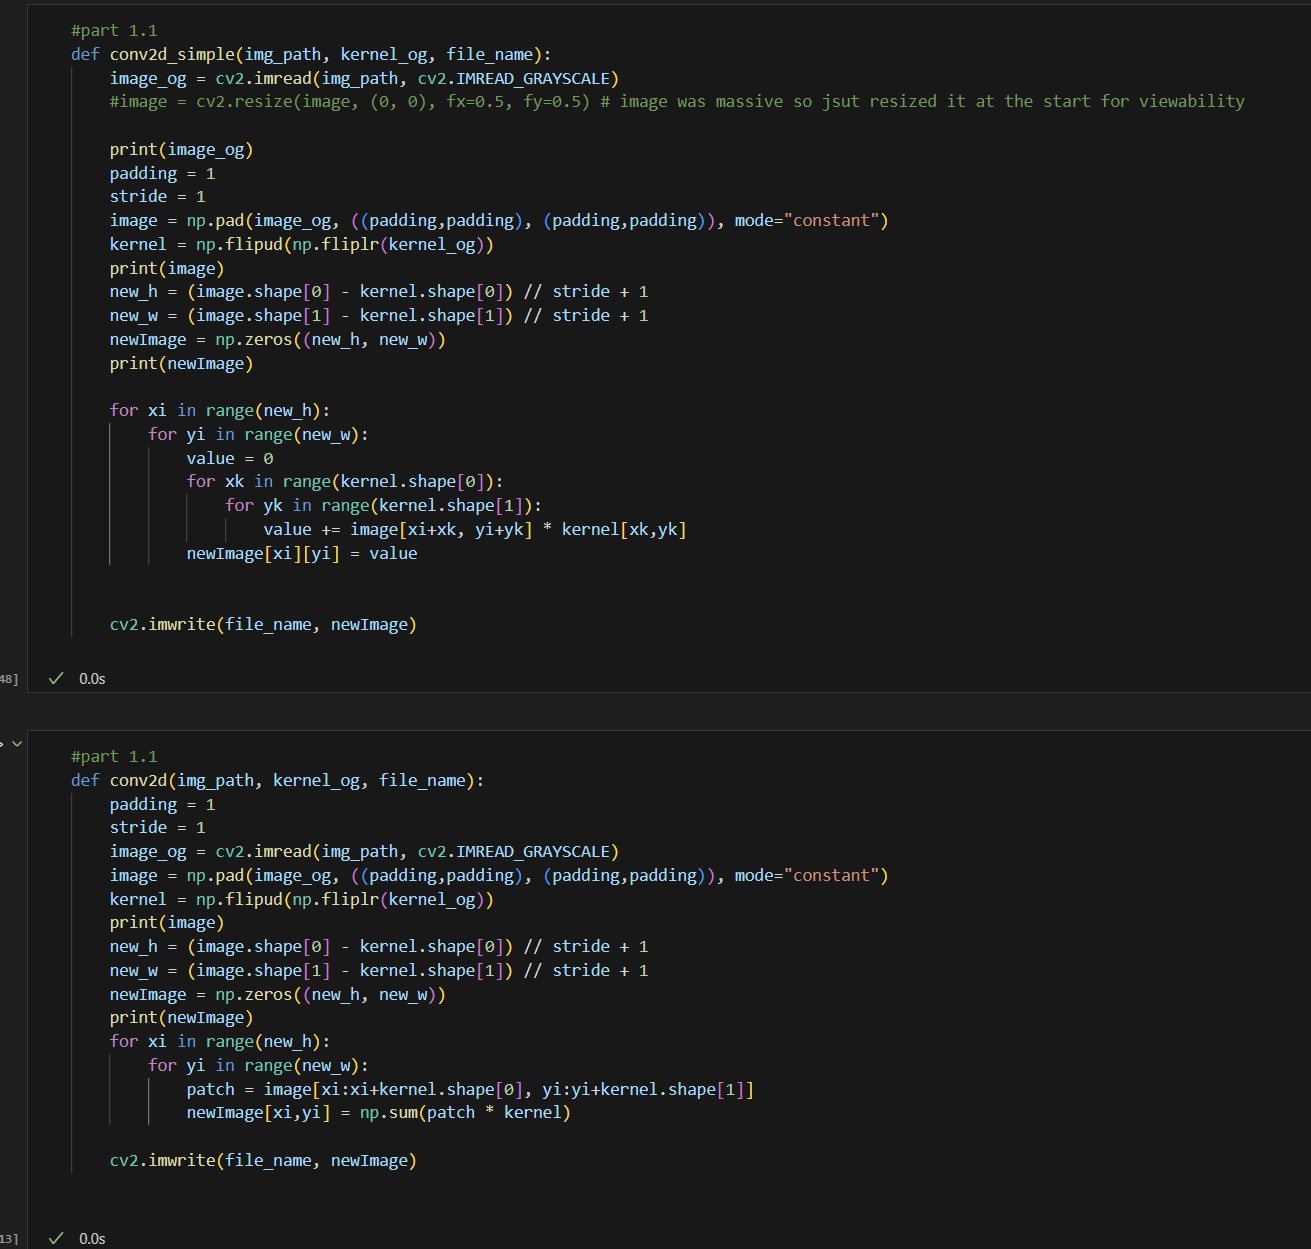 #part 1.1
def conv2d_simple(img_path, kernel_og, file_name):
    image_og = cv2.imread(img_path, cv2.IMREAD_GRAYSCALE)
    #image = cv2.resize(image, (0, 0), fx=0.5, fy=0.5) # image was massive so jsut resized it at the start for viewability
    print(image_og)
    padding = 1
    stride = 1
    image = np.pad(image_og, ((padding,padding), (padding,padding)), mode="constant")
    kernel = np.flipud(np.fliplr(kernel_og))
    print(image)
    new_h = (image.shape[0] - kernel.shape[0]) // stride + 1
    new_w = (image.shape[1] - kernel.shape[1]) // stride + 1
    newImage = np.zeros((new_h, new_w))
    print(newImage)
    for xi in range(new_h):
        for yi in range(new_w):
            value = 0
            for xk in range(kernel.shape[0]):
                for yk in range(kernel.shape[1]):
                    value += image[xi+xk, yi+yk] * kernel[xk,yk]
            newImage[xi][yi] = value
    cv2.imwrite(file_name, newImage)
48] 0.0s
#part 1.1
def conv2d(img_path, kernel_og, file_name):
    padding = 1
    stride = 1
    image_og = cv2.imread(img_path, cv2.IMREAD_GRAYSCALE)
    image = np.pad(image_og, ((padding,padding), (padding,padding)), mode="constant")
    kernel = np.flipud(np.fliplr(kernel_og))
    print(image)
    new_h = (image.shape[0] - kernel.shape[0]) // stride + 1
    new_w = (image.shape[1] - kernel.shape[1]) // stride + 1
    newImage = np.zeros((new_h, new_w))
    print(newImage)
    for xi in range(new_h):
        for yi in range(new_w):
            patch = image[xi:xi+kernel.shape[0], yi:yi+kernel.shape[1]]
            newImage[xi,yi] = np.sum(patch * kernel)
    cv2.imwrite(file_name, newImage)
13] 0.0s